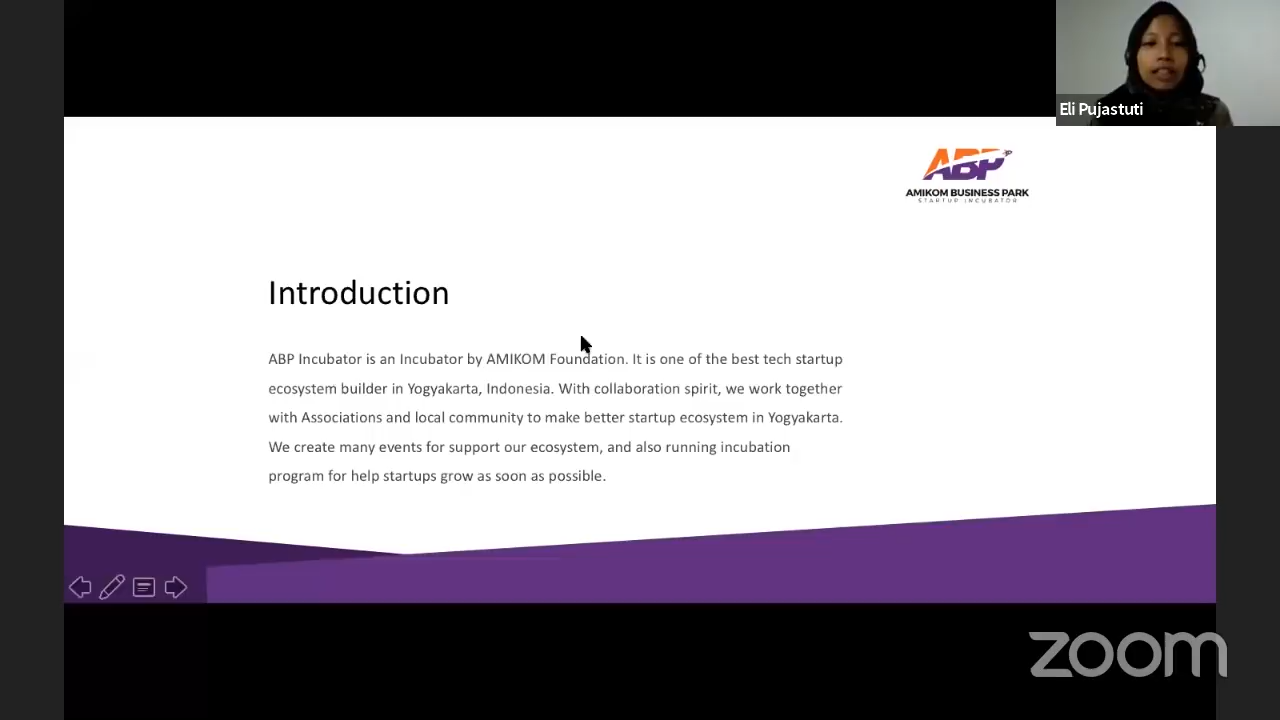 Eli Pujastuti
ABP
AMIKOM BUSINESS PARK
STARTUP INCUBATOR
Introduction
ABP Incubator is an Incubator by AMIKOM Foundation. It is one of the best tech startup
ecosystem builder in Yogyakarta, Indonesia. With collaboration spirit, we work together
with Associations and local community to make better startup ecosystem in Yogyakarta.
We create many events for support our ecosystem, and also running incubation
program for help startups grow as soon as possible.
zoom